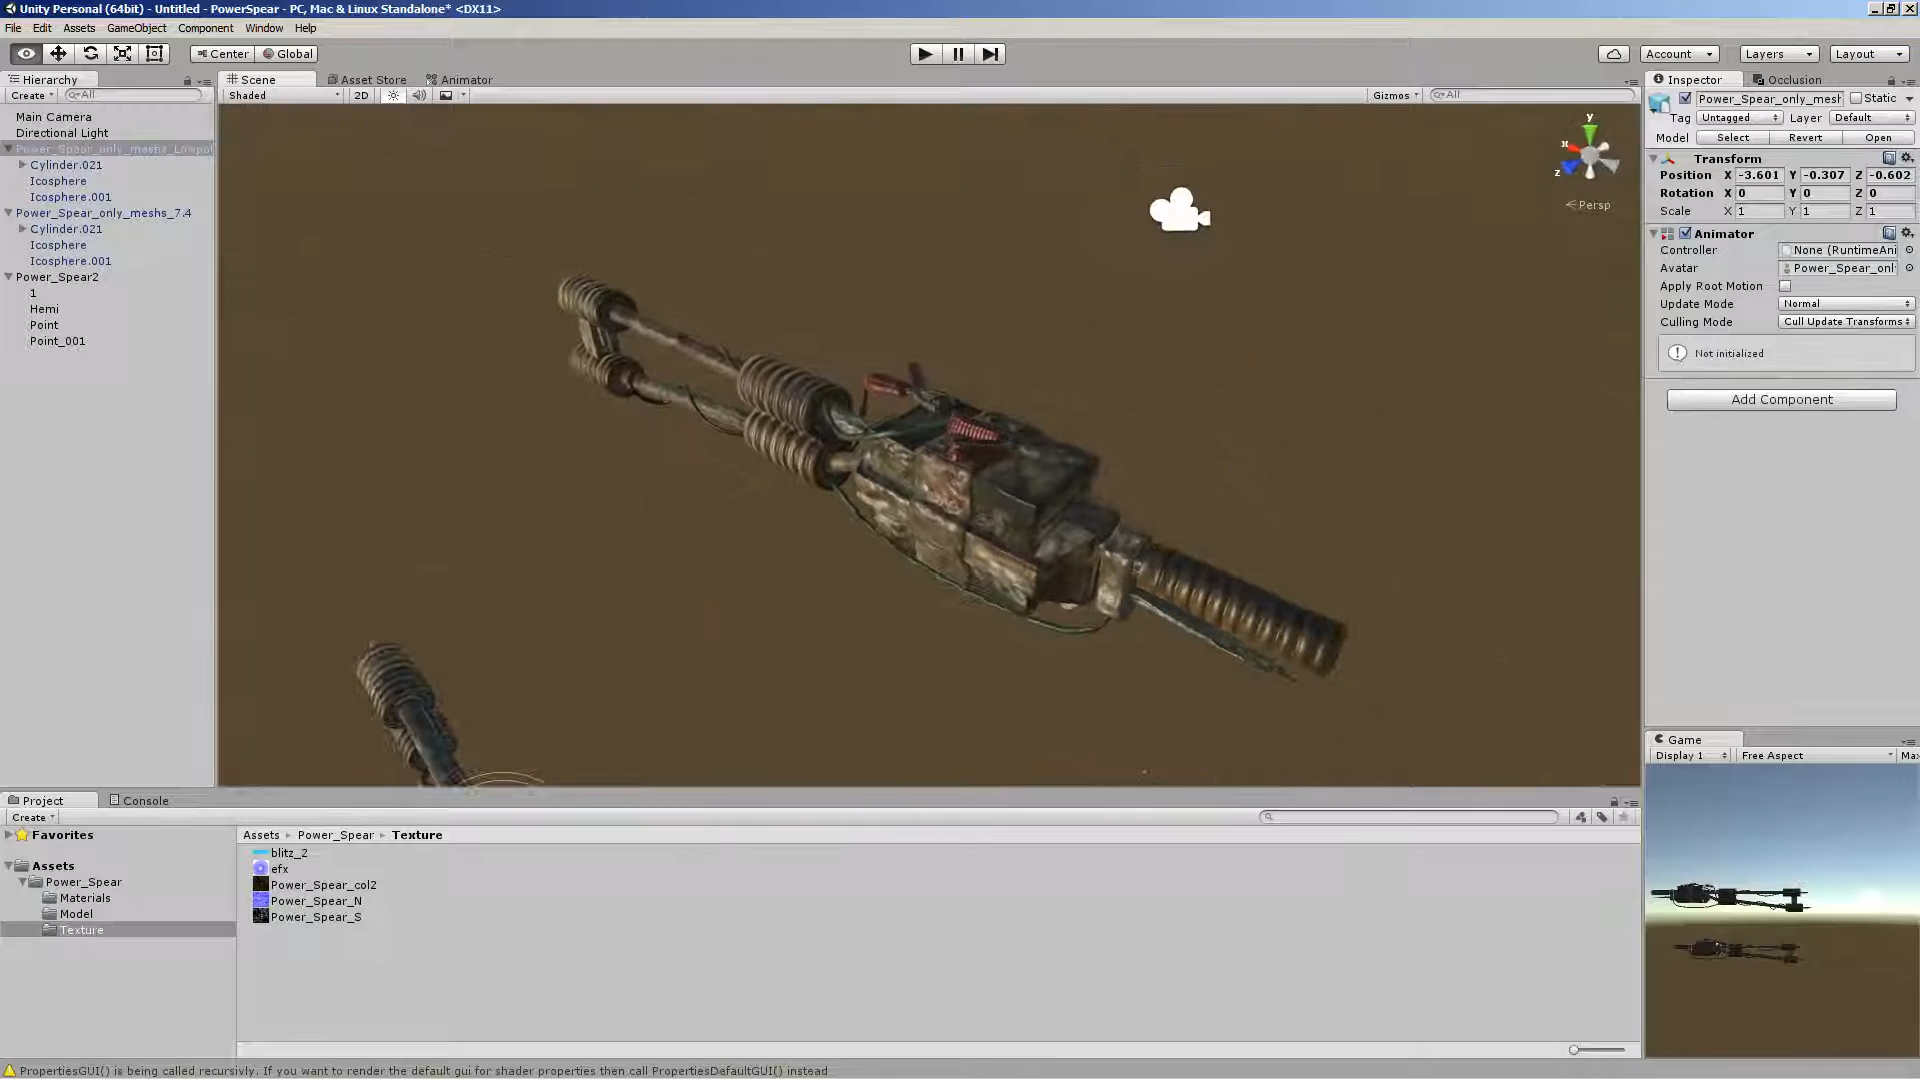 Unity Personal (64bit) - Untitled - PowerSpear - PC, Mac & Linux Standalone* <DX11>
File Edit Assets GameObject Component Window Help
Center Global Account Layers Layout
Hierarchy Scene Asset Store Animator Inspector Occlusion
Create All Shaded 2D Gizmos All
Power_Spear_only_mesh Static
Tag Untagged Layer Default
Model Select Revert Open
Main Camera
Directional Light
Power_Spear_only_meshs_Lowpol
Cylinder.021
Icosphere
Icosphere.001
Power_Spear_only_meshs_7.4
Cylinder.021
Icosphere
Icosphere.001
Power_Spear2
1
Hemi
Point
Point_001
y
x
z
Persp
Transform
Position X -3.601 Y -0.307 Z -0.602
Rotation X 0 Y 0 Z 0
Scale X 1 Y 1 Z 1
Animator
Controller None (RuntimeAni
Avatar Power_Spear_onl
Apply Root Motion
Update Mode Normal
Culling Mode Cull Update Transforms
Not initialized
Add Component
Game
Display 1 Free Aspect Ma
Project Console
Create
Favorites
Assets
Power_Spear
Materials
Model
Texture
Assets Power_Spear Texture
blitz_2
efx
Power_Spear_col2
Power_Spear_N
Power_Spear_S
PropertiesGUI() is being called recursivly. If you want to render the default gui for shader properties then call PropertiesDefaultGUI() instead